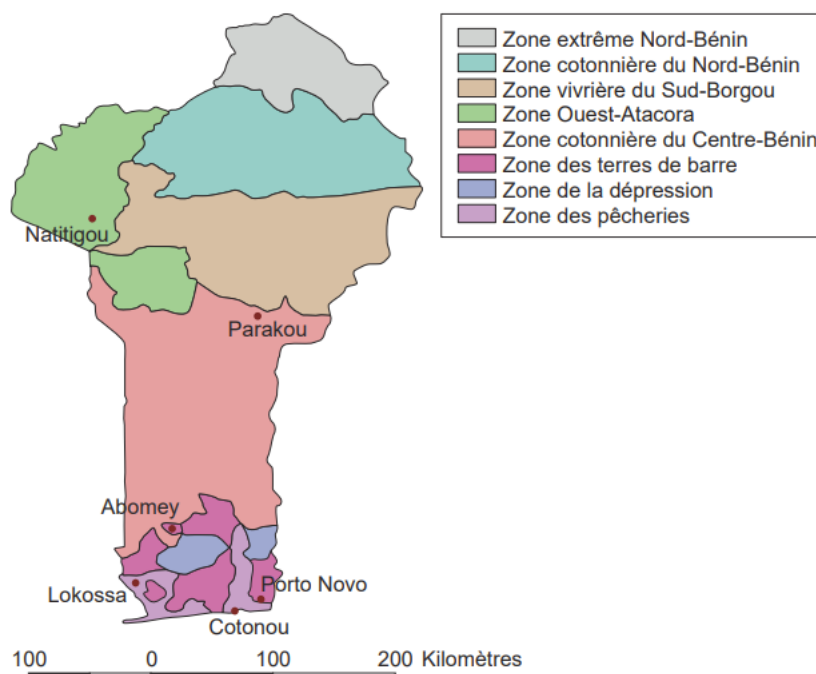 Zone extrême Nord-Bénin
Zone cotonnière du Nord-Bénin
Zone vivrière du Sud-Borgou
Zone Ouest-Atacora
Zone cotonnière du Centre-Bénin
Zone des terres de barre
Zone de la dépression
Zone des pêcheries
Natitigou
Parakou
Abomey
Lokossa
Porto Novo
Cotonou
100 0 100 200 Kilomètres